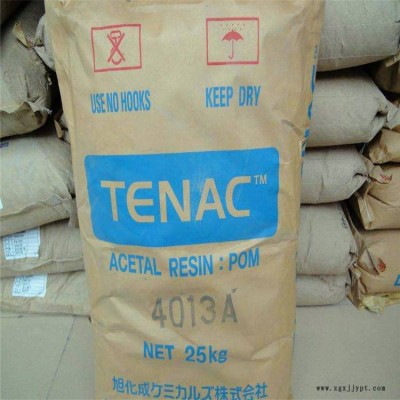 USE NO HOOKS
KEEP DRY
TENAC™
ACETAL RESIN : POM
4013A
NET 25kg
旭化成ケミカルズ株式会社
www.zgxjjypt.com